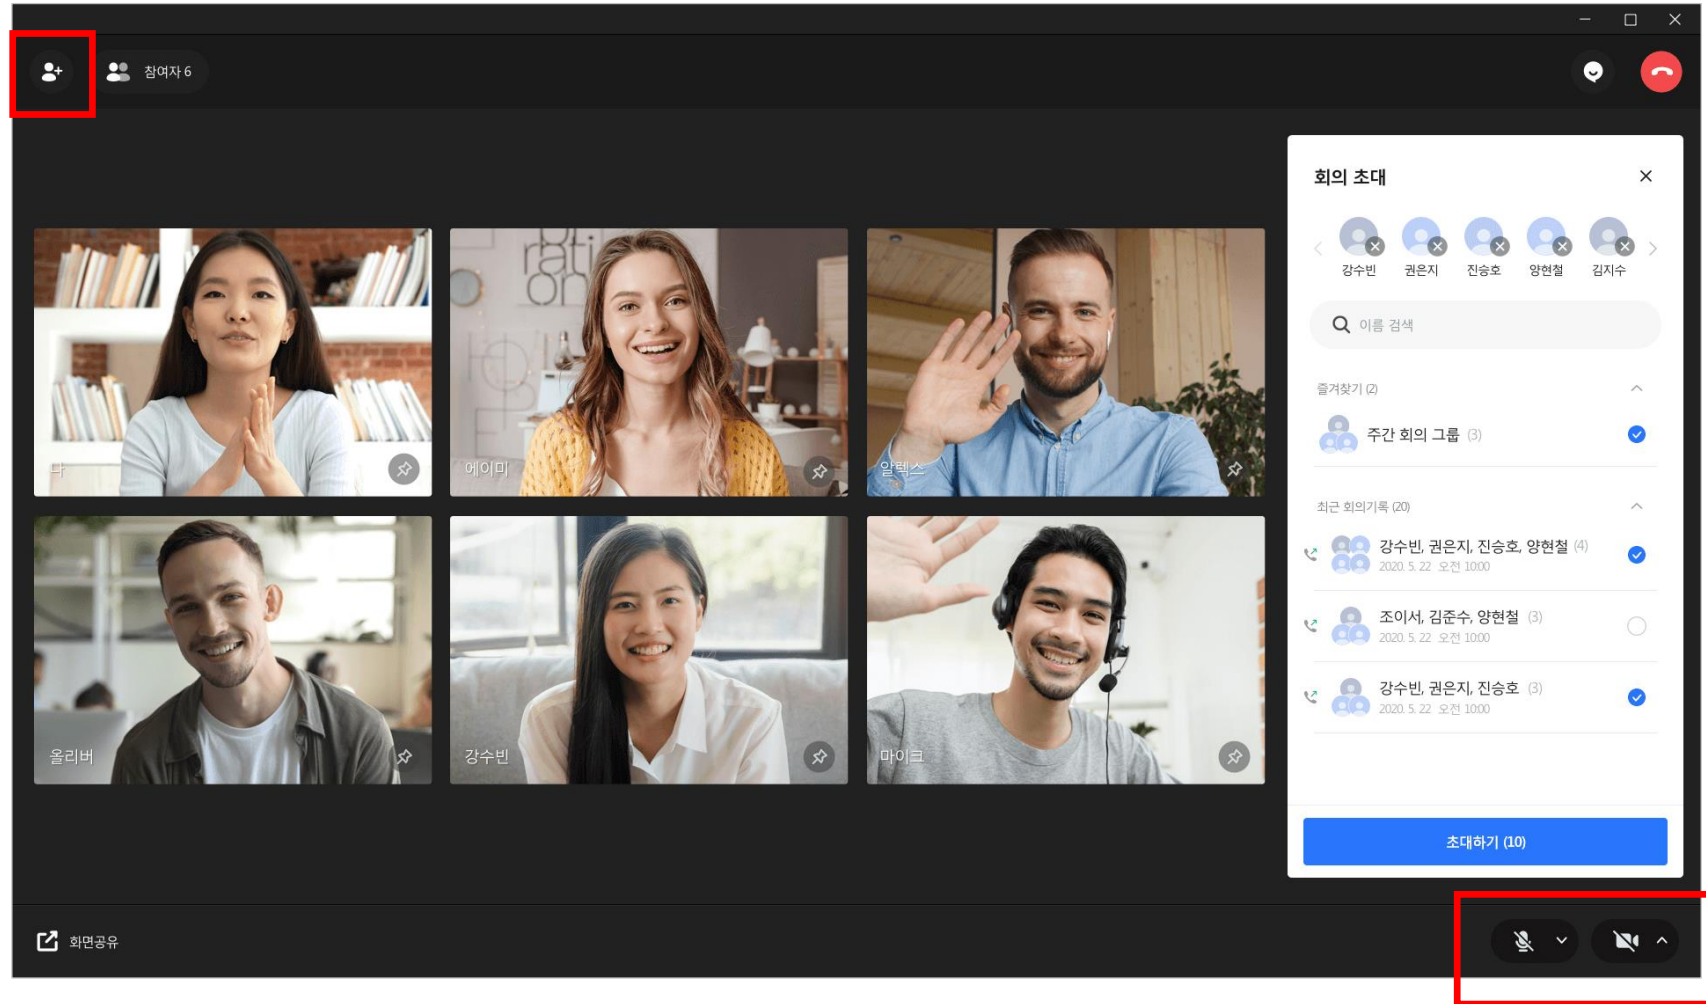 참여자 6
회의 초대
강수빈 권은지 진승호 양현철 김지수
이름 검색
즐겨찾기 (2)
주간 회의 그룹 (3)
최근 회의기록 (20)
강수빈, 권은지, 진승호, 양현철 (4)
2020. 5. 22 오전 10:00
조이서, 김준수, 양현철 (3)
2020. 5. 22 오전 10:00
강수빈, 권은지, 진승호 (3)
2020. 5. 22 오전 10:00
초대하기 (10)
ration
나
에이미
알렉스
올리버
강수빈
마이크
화면공유